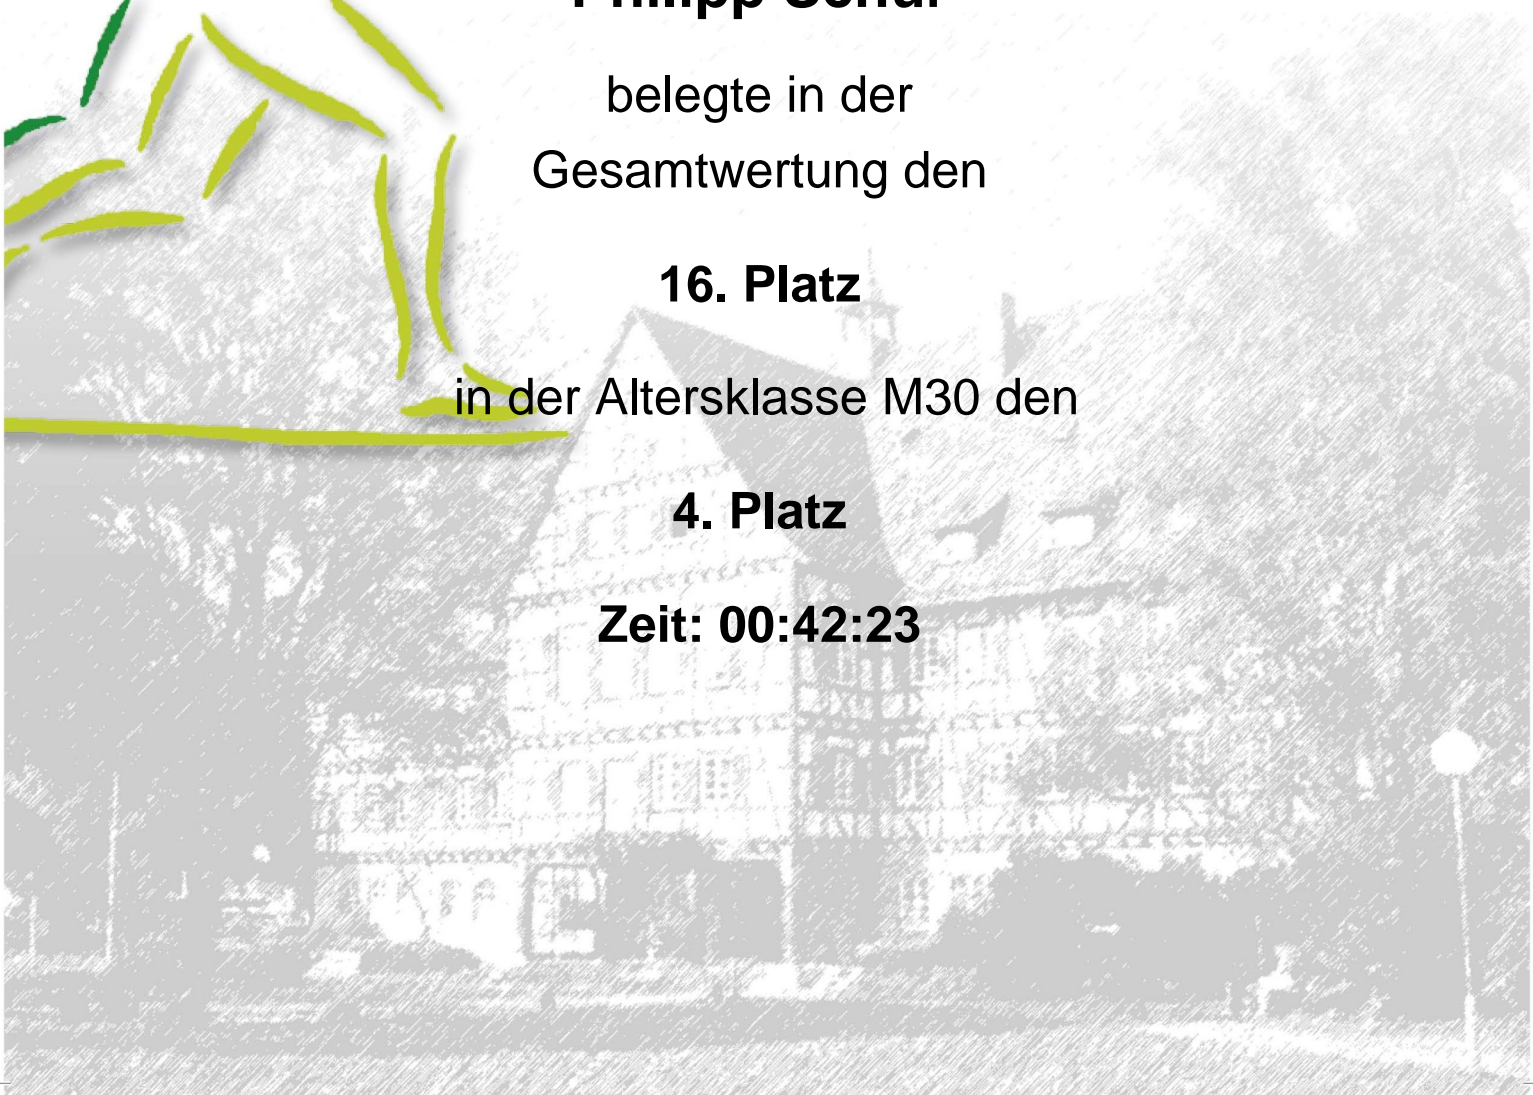 belegte in der
Gesamtwertung den
16. Platz
in der Altersklasse M30 den
4. Platz
Zeit: 00:42:23